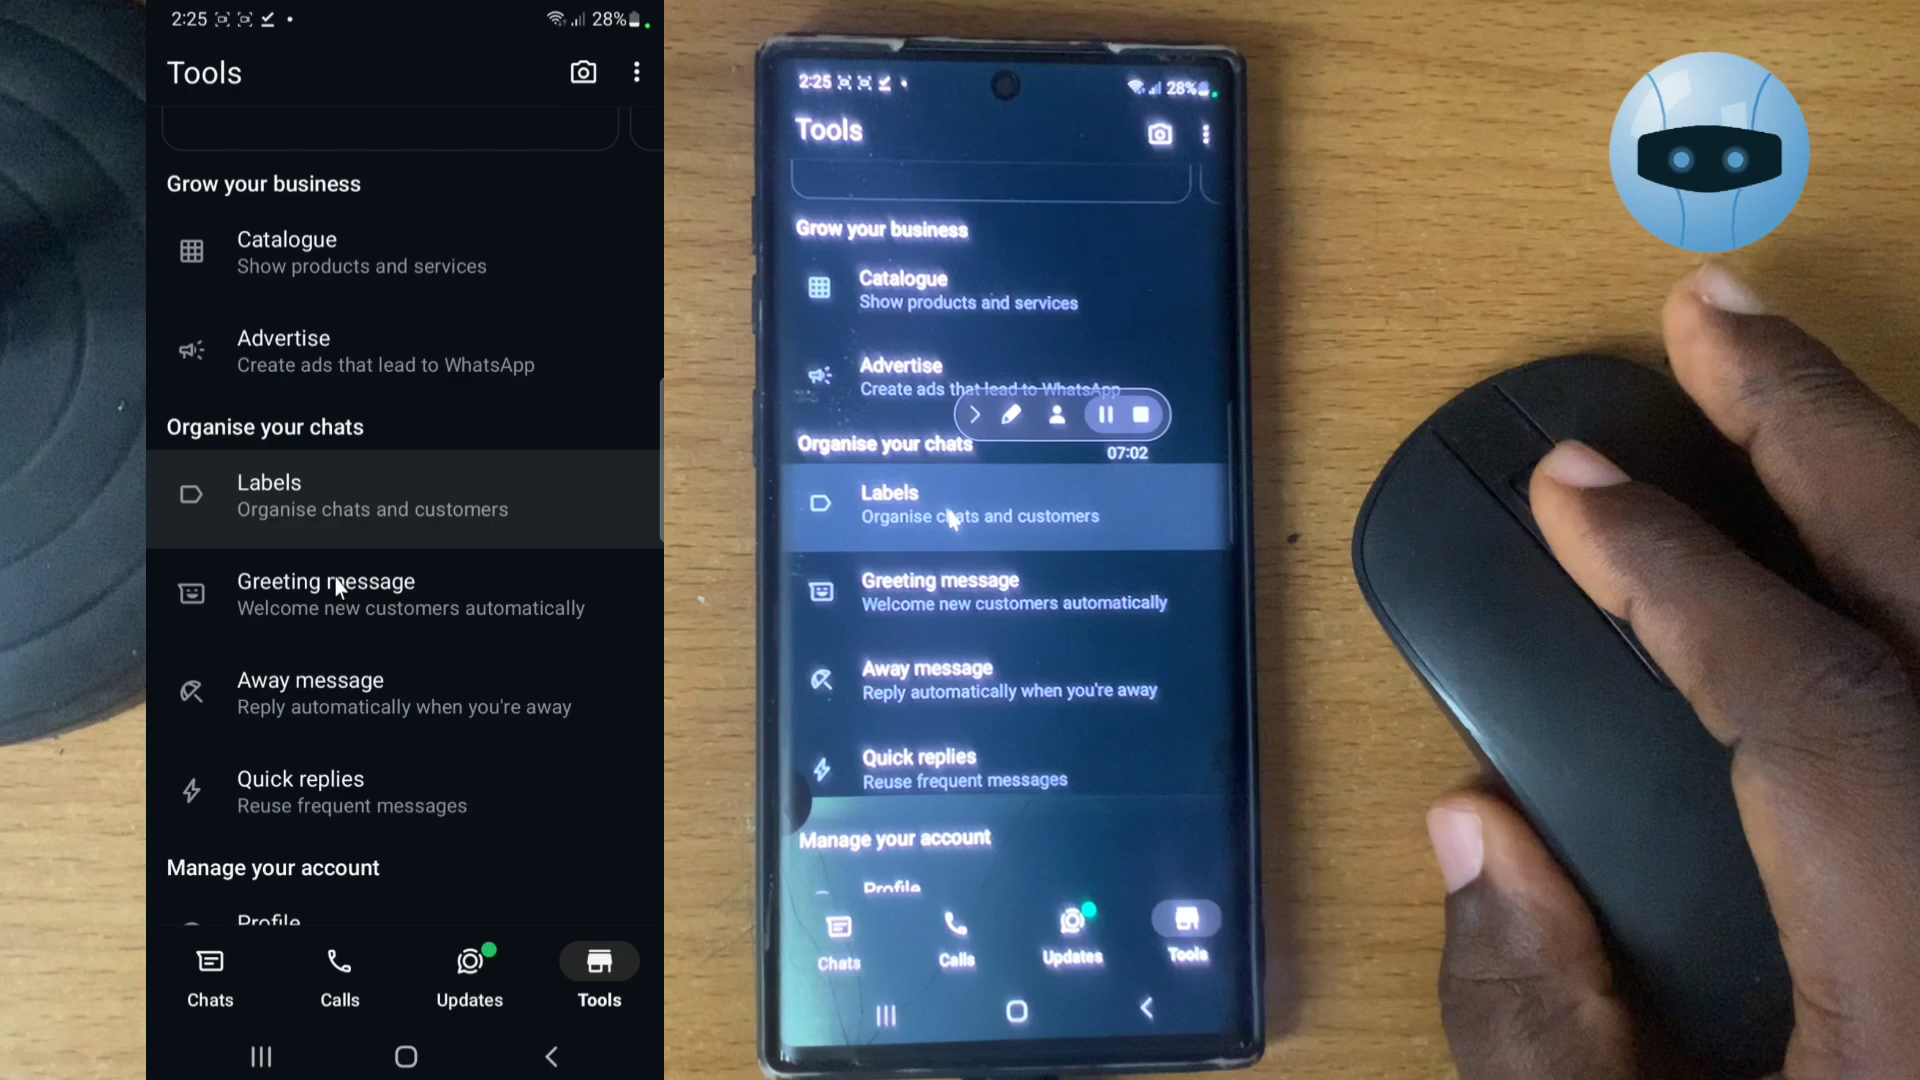 2:25
28%
Tools
Grow your business
Catalogue
Show products and services
Advertise
Create ads that lead to WhatsApp
Organise your chats
Labels
Organise chats and customers
Greeting message
Welcome new customers automatically
Away message
Reply automatically when you're away
Quick replies
Reuse frequent messages
Manage your account
Profile
Chats
Calls
Updates
Tools
2:25
28%
Tools
Grow your business
Catalogue
Show products and services
Advertise
Create ads that lead to WhatsApp
Organise your chats
07:02
Labels
Organise chats and customers
Greeting message
Welcome new customers automatically
Away message
Reply automatically when you're away
Quick replies
Reuse frequent messages
Manage your account
Profile
Chats
Calls
Updates
Tools